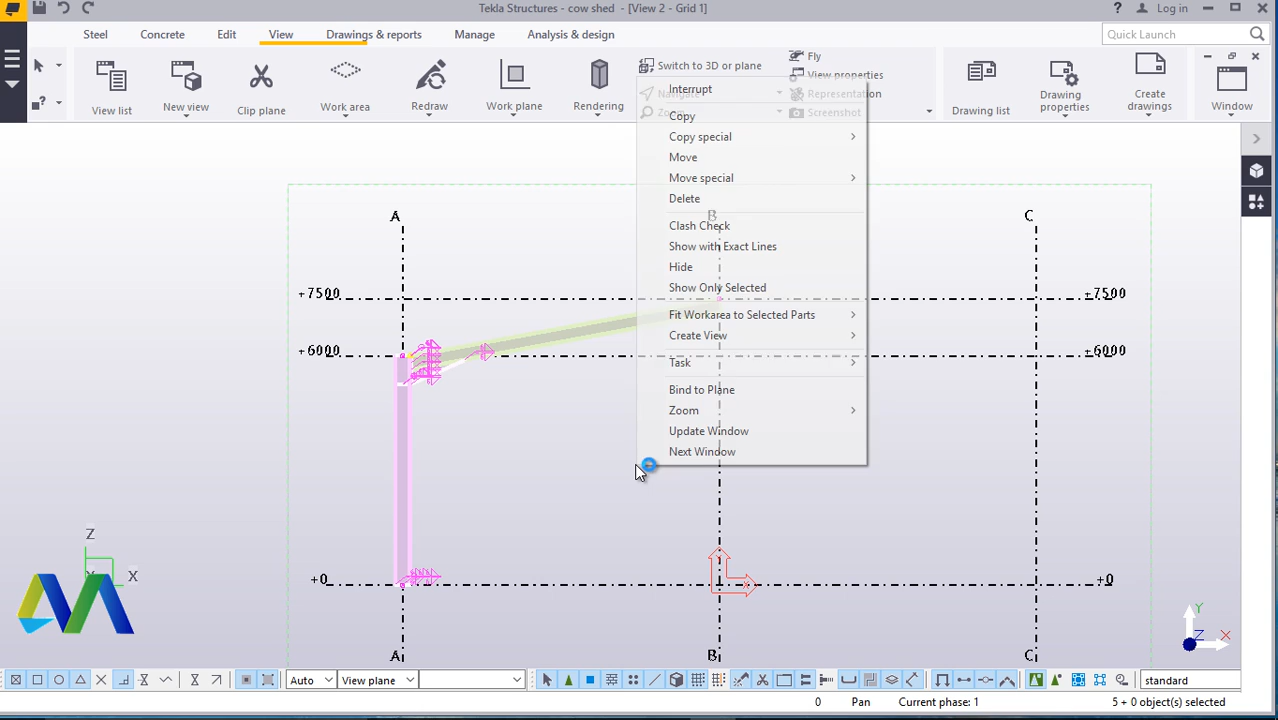 Tekla Structures - cow shed - [View 2 - Grid 1]
? Log in
Steel Concrete Edit View Drawings & reports Manage Analysis & design Quick Launch
View list
New view
Clip plane
Work area
Redraw
Work plane
Rendering
Switch to 3D or plane
Navigate
Zoom
Fly
View properties
Representation
Screenshot
Drawing list
Drawing properties
Create drawings
Window
Interrupt
Copy
Copy special
Move
Move special
Delete
Clash Check
Show with Exact Lines
Hide
Show Only Selected
Fit Workarea to Selected Parts
Create View
Task
Bind to Plane
Zoom
Update Window
Next Window
A B C
+7500 +7500
+6000 +6000
+0 +0
A B C
Z
Y X
Y
Z X
X
Auto View plane standard
0 Pan Current phase: 1 5 + 0 object(s) selected